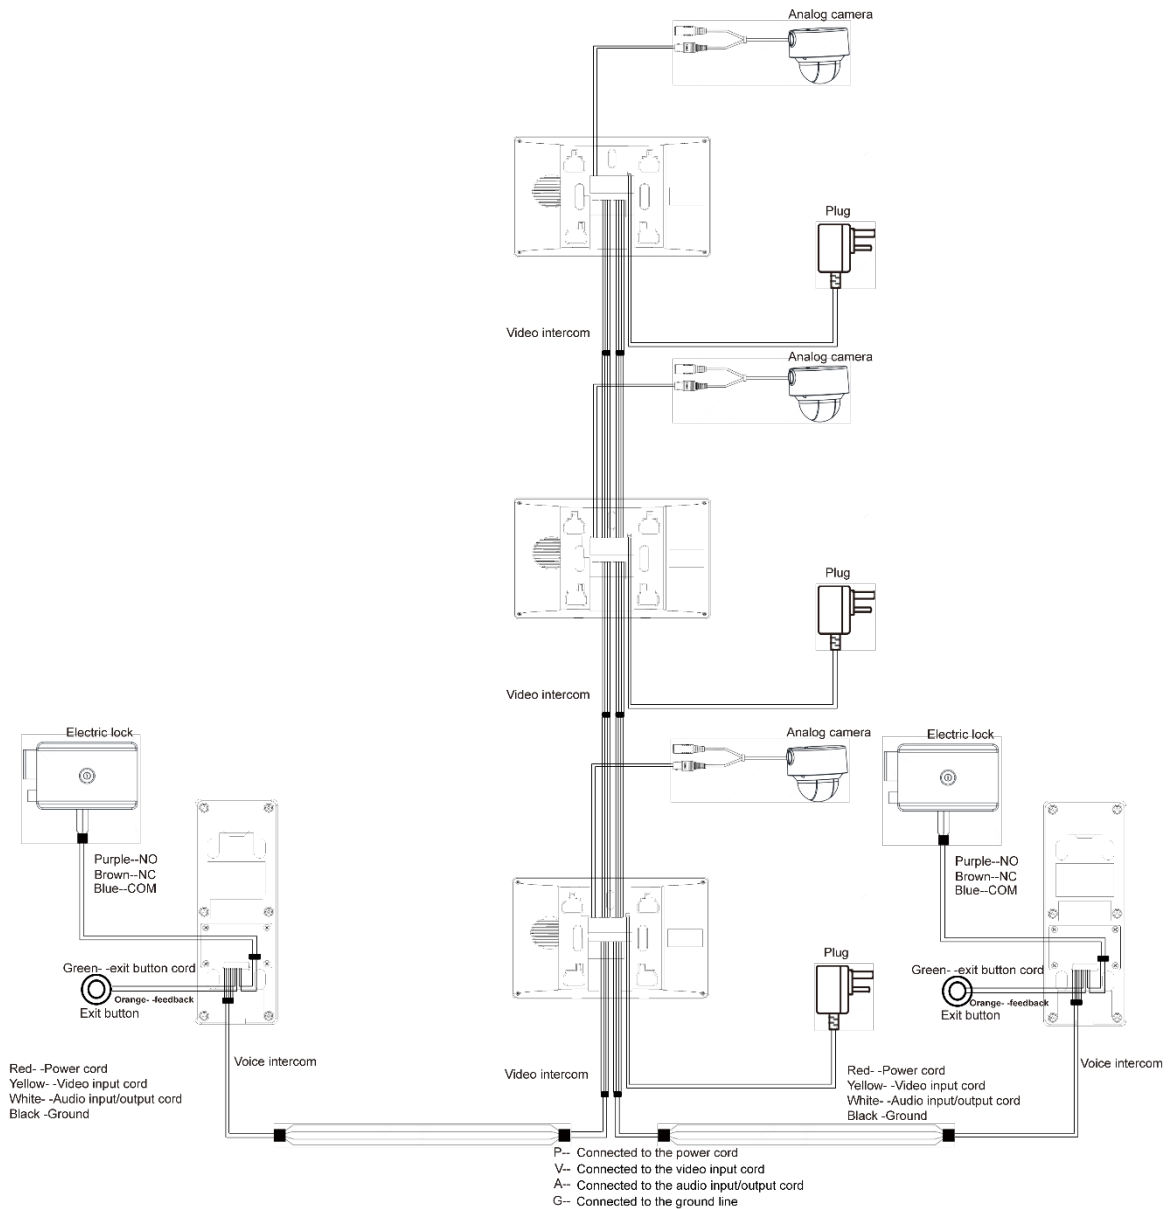 Analog camera
Plug
Video intercom
Analog camera
Plug
Video intercom
Electric lock
Analog camera
Electric lock
Purple--NO
Brown--NC
Blue--COM
Purple--NO
Brown--NC
Blue--COM
Plug
Green- -exit button cord
Orange- -feedback
Exit button
Green- -exit button cord
Orange- -feedback
Exit button
Voice intercom
Video intercom
Voice intercom
Red- -Power cord
Yellow- -Video input cord
White- -Audio input/output cord
Black -Ground
Red- -Power cord
Yellow- -Video input cord
White- -Audio input/output cord
Black -Ground
P-- Connected to the power cord
V-- Connected to the video input cord
A-- Connected to the audio input/output cord
G-- Connected to the ground line